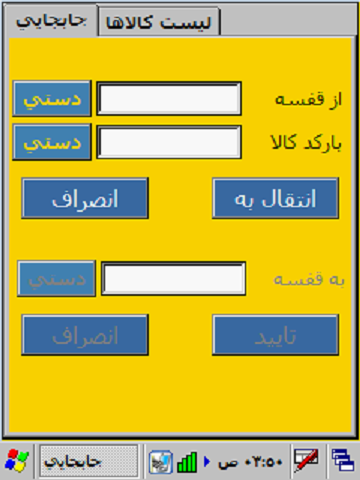 جابجايي ليست کالاها
از قفسه دستي
بارکد کالا دستي
انتقال به انصراف
به قفسه دستي
تاييد انصراف
جابجايي ۰۳:۵۰ ص